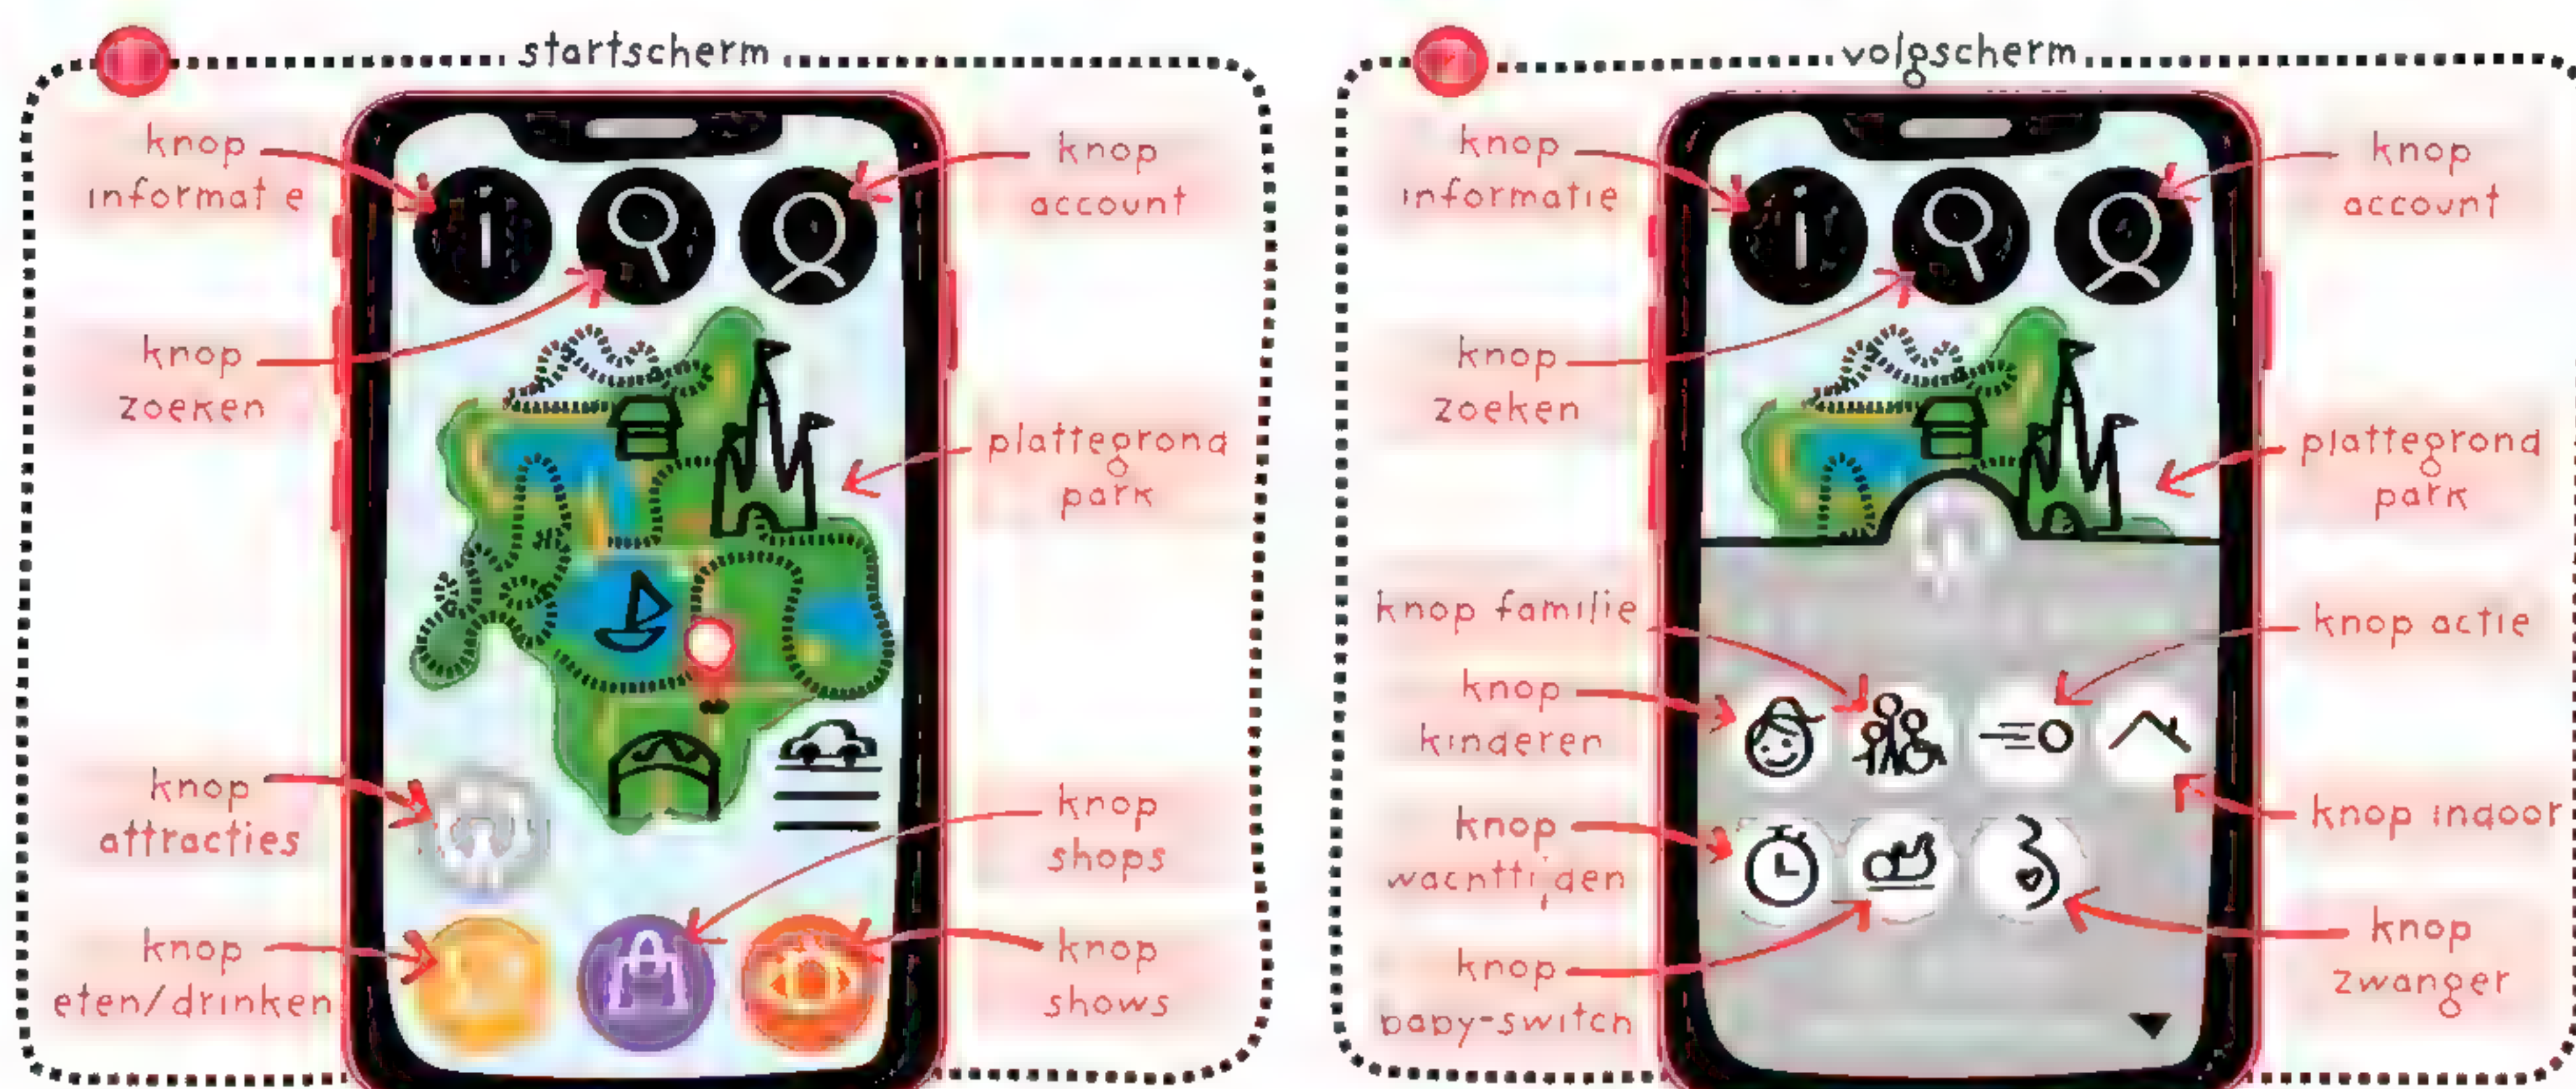 startscherm
knop
informatie
knop
account
knop
zoeken
plattegrond
park
knop
attracties
knop
shops
knop
eten/drinken
knop
shows
volgscherm
knop
informatie
knop
account
knop
zoeken
plattegrond
park
knop familie
knop actie
knop
kinderen
knop indoor
knop
wachttijden
knop
zwanger
knop
baby-switch